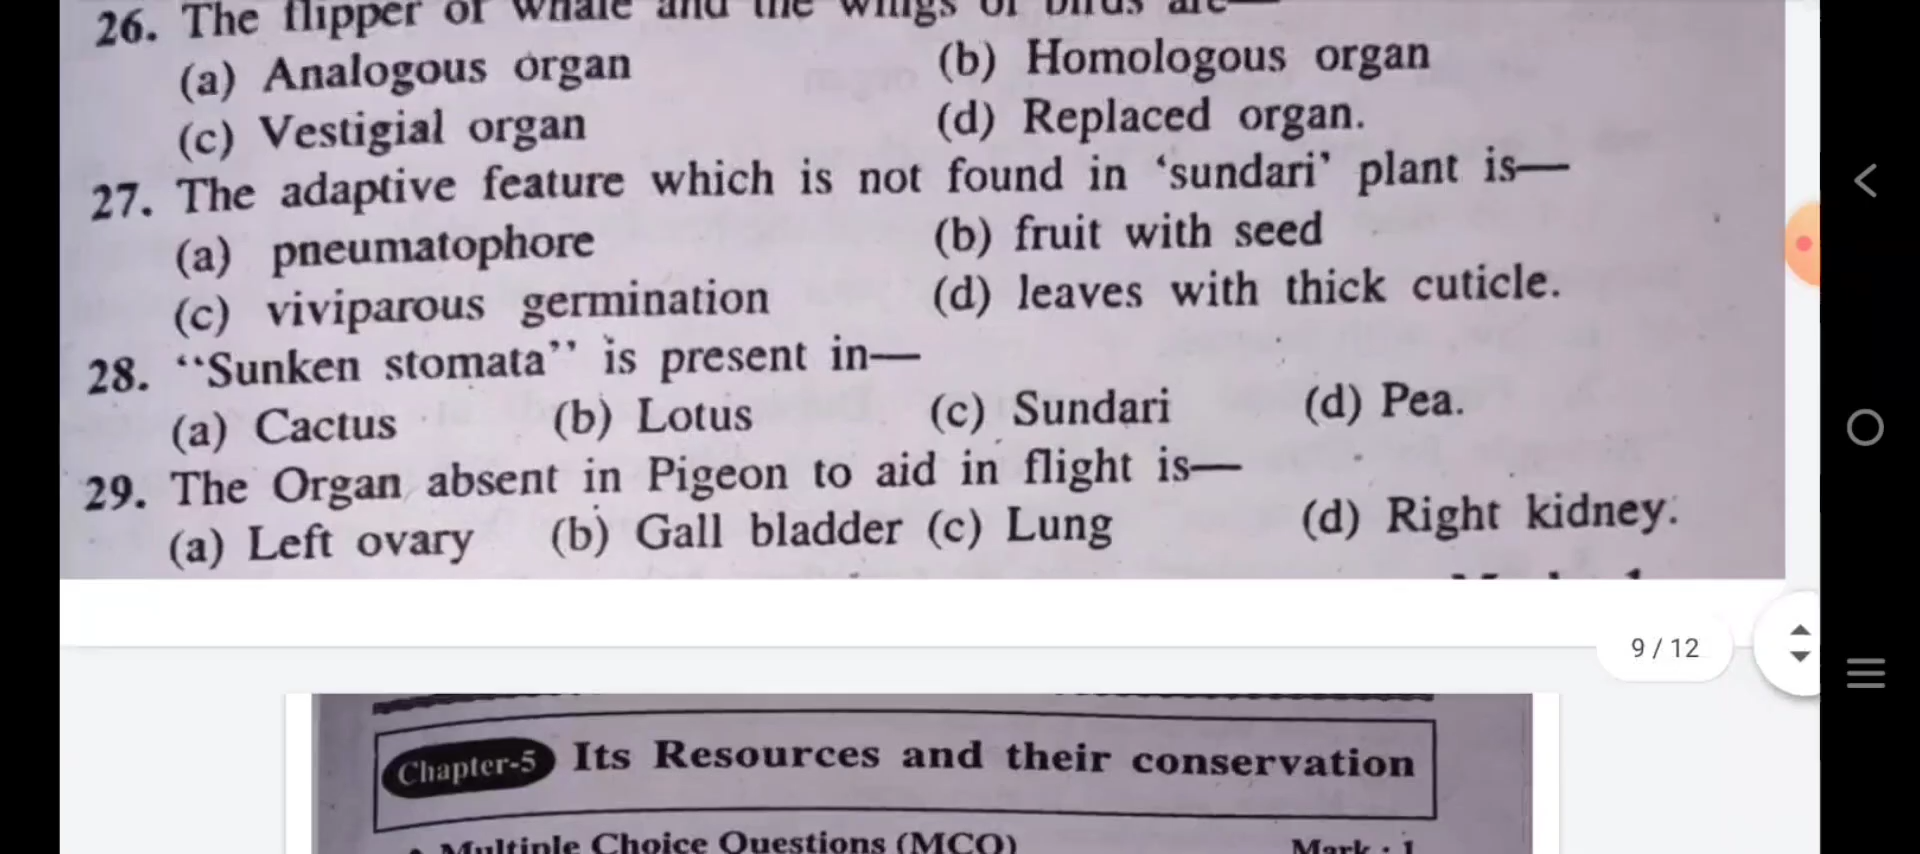 26. The flipper of whale and the wings of birds are—
(a) Analogous organ (b) Homologous organ
(c) Vestigial organ (d) Replaced organ.
27. The adaptive feature which is not found in ‘sundari’ plant is—
(a) pneumatophore (b) fruit with seed
(c) viviparous germination (d) leaves with thick cuticle.
28. “Sunken stomata” is present in—
(a) Cactus (b) Lotus (c) Sundari (d) Pea.
29. The Organ absent in Pigeon to aid in flight is—
(a) Left ovary (b) Gall bladder (c) Lung (d) Right kidney.
9 / 12
Chapter-5 Its Resources and their conservation
Multiple Choice Questions (MCQ) Mark : 1